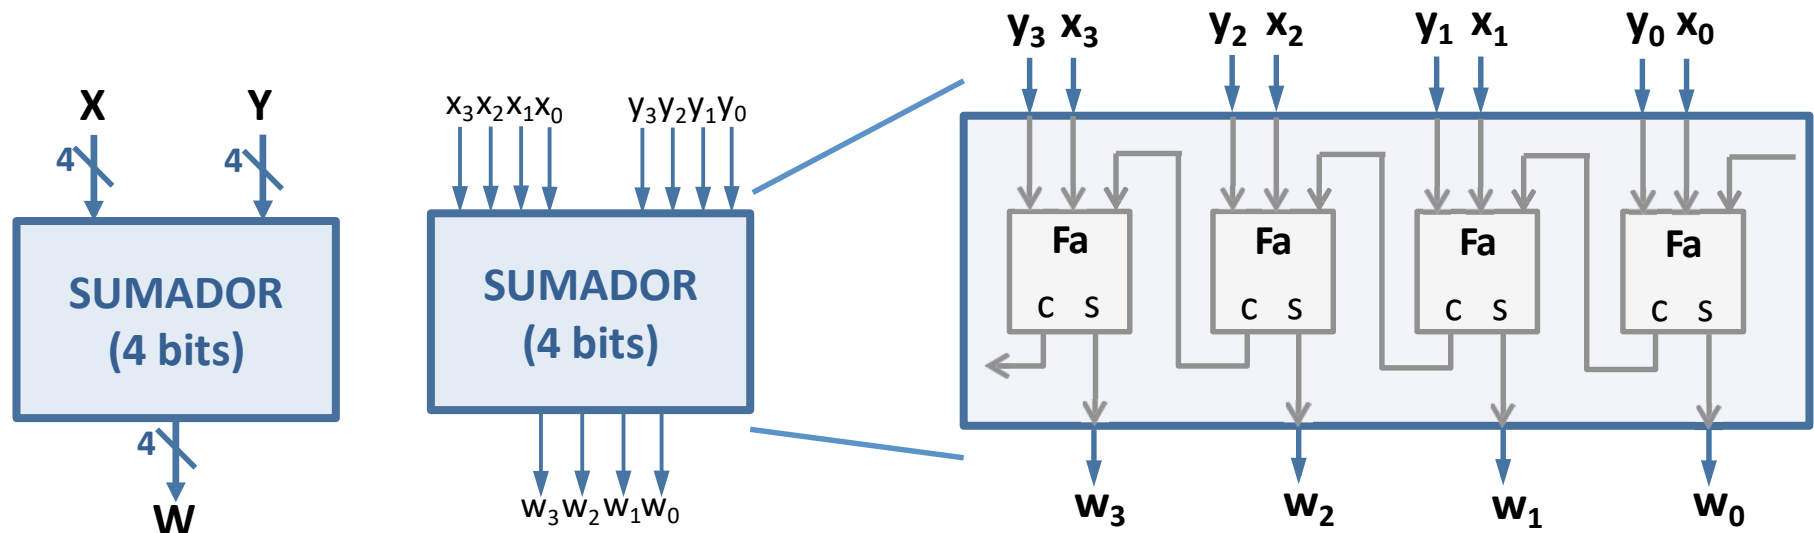 X Y
4 4
SUMADOR
(4 bits)
4
W
x₃x₂x₁x₀ y₃y₂y₁y₀
SUMADOR
(4 bits)
w₃w₂w₁w₀
y₃ x₃ y₂ x₂ y₁ x₁ y₀ x₀
Fa Fa Fa Fa
c s c s c s c s
w₃ w₂ w₁ w₀